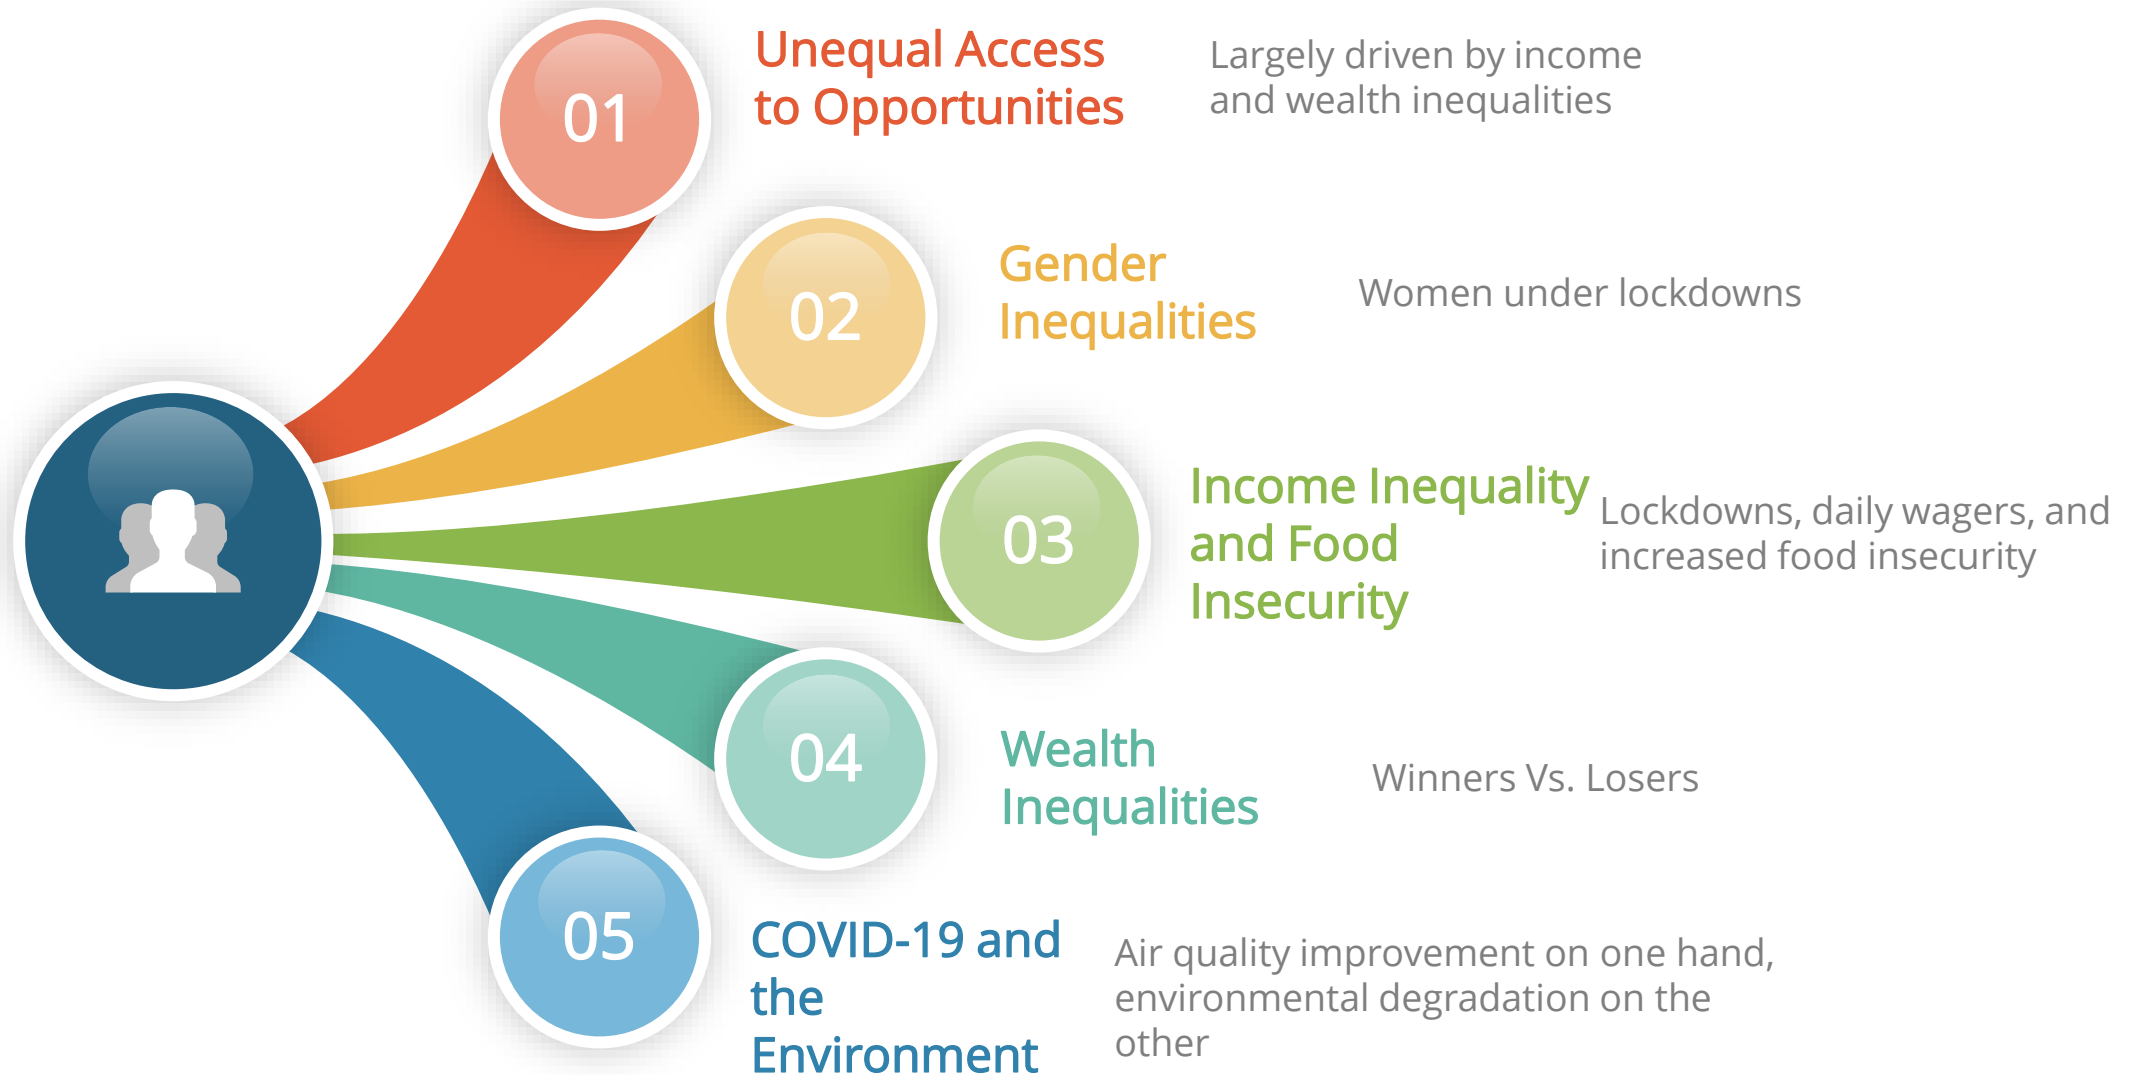 01
Unequal Access
to Opportunities
Largely driven by income
and wealth inequalities
02
Gender
Inequalities
Women under lockdowns
03
Income Inequality
and Food
Insecurity
Lockdowns, daily wagers, and
increased food insecurity
04
Wealth
Inequalities
Winners Vs. Losers
05
COVID-19 and
the
Environment
Air quality improvement on one hand,
environmental degradation on the
other